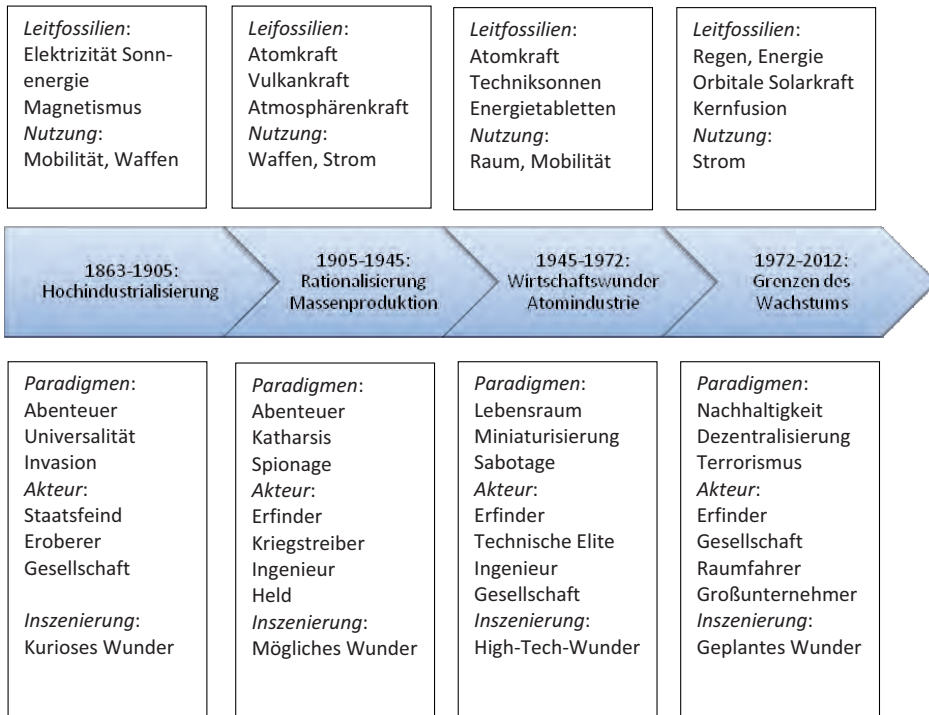 Leitfossilien:
Elektrizität Sonn-
energie
Magnetismus
Nutzung:
Mobilität, Waffen
Leifossilien:
Atomkraft
Vulkankraft
Atmosphärenkraft
Nutzung:
Waffen, Strom
Leitfossilien:
Atomkraft
Techniksonnen
Energietabletten
Nutzung:
Raum, Mobilität
Leitfossilien:
Regen, Energie
Orbitale Solarkraft
Kernfusion
Nutzung:
Strom
1863-1905:
Hochindustrialisierung
1905-1945:
Rationalisierung
Massenproduktion
1945-1972:
Wirtschaftswunder
Atomindustrie
1972-2012:
Grenzen des
Wachstums
Paradigmen:
Abenteuer
Universalität
Invasion
Akteur:
Staatsfeind
Eroberer
Gesellschaft
Inszenierung:
Kurioses Wunder
Paradigmen:
Abenteuer
Katharsis
Spionage
Akteur:
Erfinder
Kriegstreiber
Ingenieur
Held
Inszenierung:
Mögliches Wunder
Paradigmen:
Lebensraum
Miniaturisierung
Sabotage
Akteur:
Erfinder
Technische Elite
Ingenieur
Gesellschaft
Inszenierung:
High-Tech-Wunder
Paradigmen:
Nachhaltigkeit
Dezentralisierung
Terrorismus
Akteur:
Erfinder
Gesellschaft
Raumfahrer
Großunternehmer
Inszenierung:
Geplantes Wunder